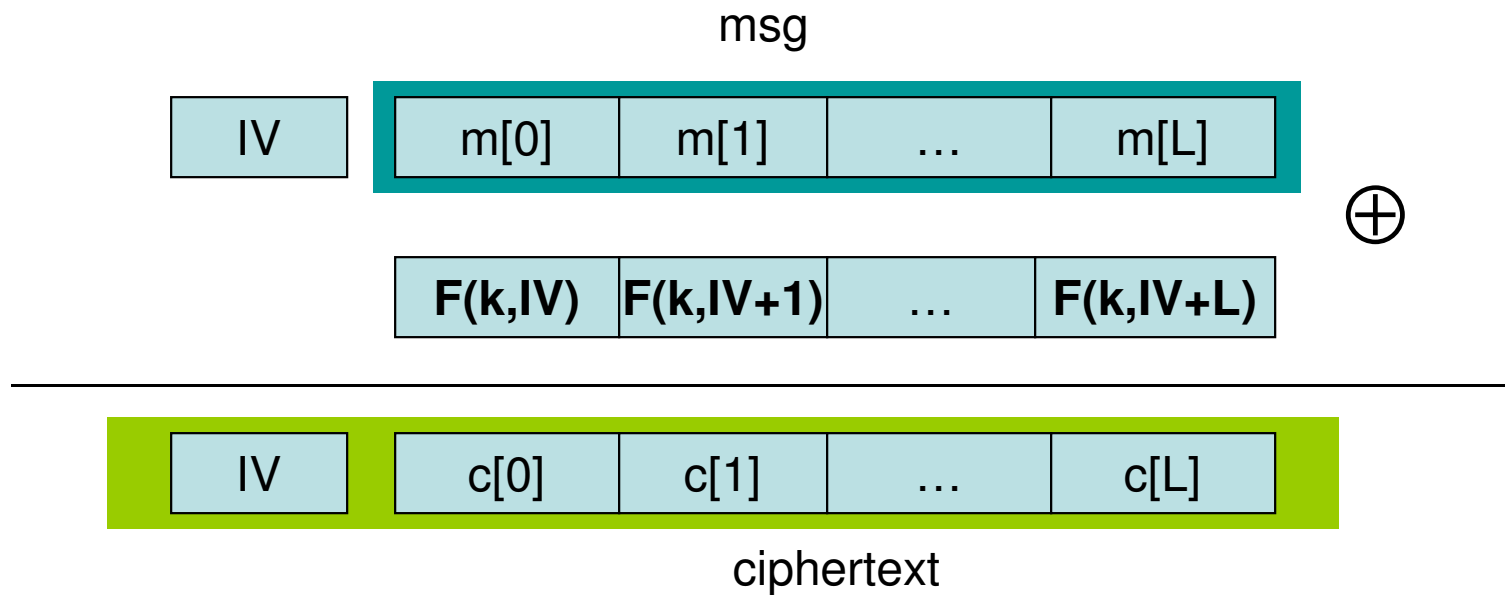 msg
IV m[0] m[1] … m[L]
⊕
F(k,IV) F(k,IV+1) … F(k,IV+L)
IV c[0] c[1] … c[L]
ciphertext